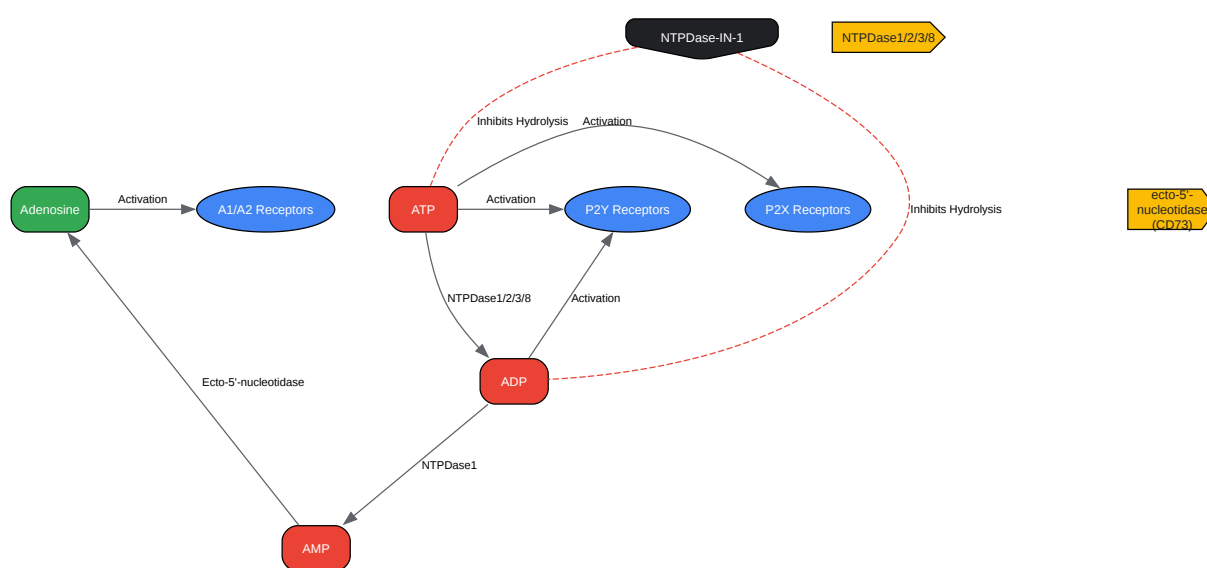 NTPDase-IN-1
NTPDase1/2/3/8
Inhibits Hydrolysis
Activation
Adenosine
Activation
A1/A2 Receptors
ATP
Activation
P2Y Receptors
P2X Receptors
Inhibits Hydrolysis
ecto-5'-
nucleotidase
(CD73)
NTPDase1/2/3/8
Activation
ADP
Ecto-5'-nucleotidase
NTPDase1
AMP